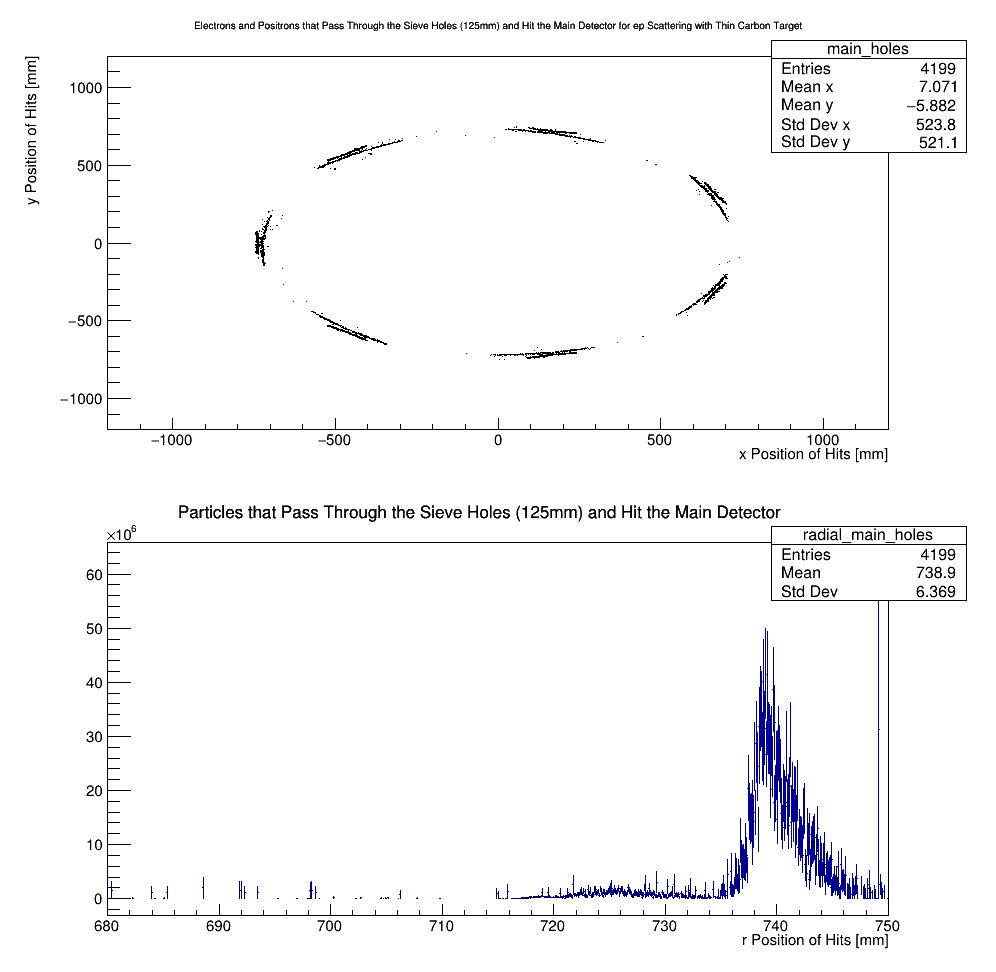 Electrons and Positrons that Pass Through the Sieve Holes (125mm) and Hit the Main Detector for ep Scattering with Thin Carbon Target
main_holes
Entries 4199
Mean x 7.071
Mean y −5.882
Std Dev x 523.8
Std Dev y 521.1
y Position of Hits [mm]
1000
500
0
−500
−1000
−1000 −500 0 500 1000
x Position of Hits [mm]
Particles that Pass Through the Sieve Holes (125mm) and Hit the Main Detector
×10⁶
radial_main_holes
Entries 4199
Mean 738.9
Std Dev 6.369
60
50
40
30
20
10
0
680 690 700 710 720 730 740 750
r Position of Hits [mm]